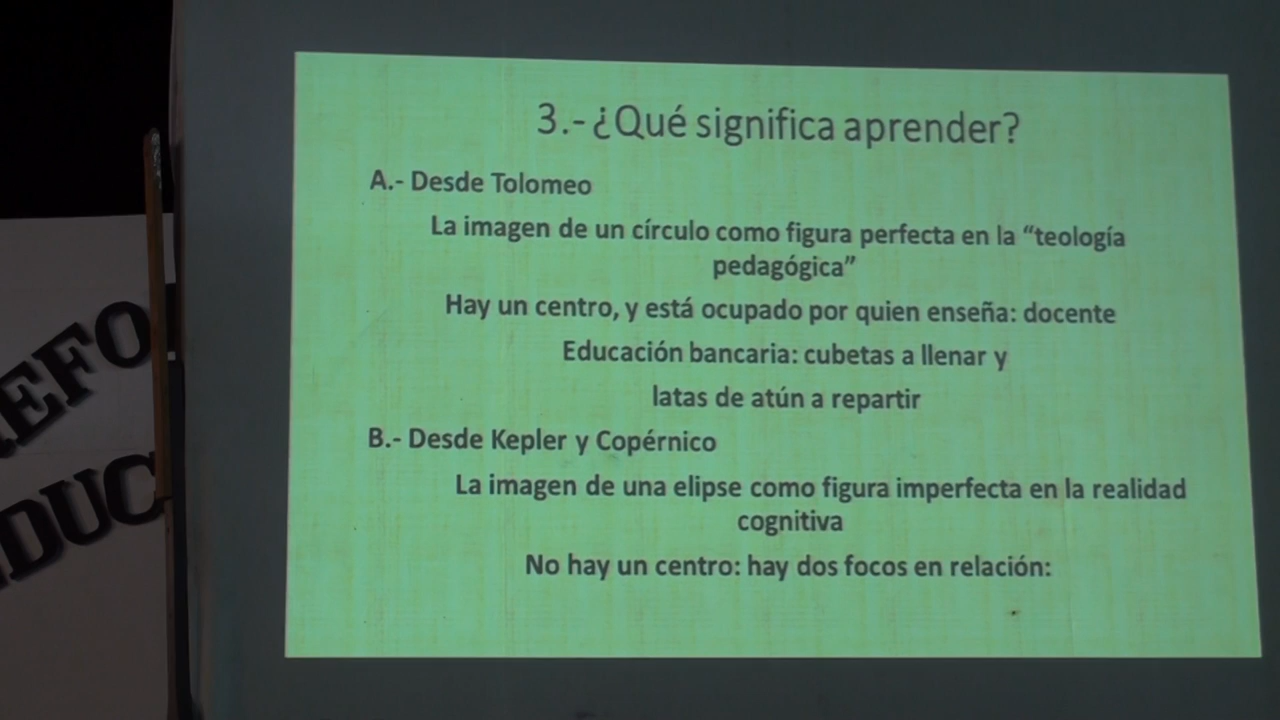 3.- ¿Qué significa aprender?
A.- Desde Tolomeo
La imagen de un círculo como figura perfecta en la “teología
pedagógica”
Hay un centro, y está ocupado por quien enseña: docente
Educación bancaria: cubetas a llenar y
latas de atún a repartir
B.- Desde Kepler y Copérnico
La imagen de una elipse como figura imperfecta en la realidad
cognitiva
No hay un centro: hay dos focos en relación:
EFO
DUC